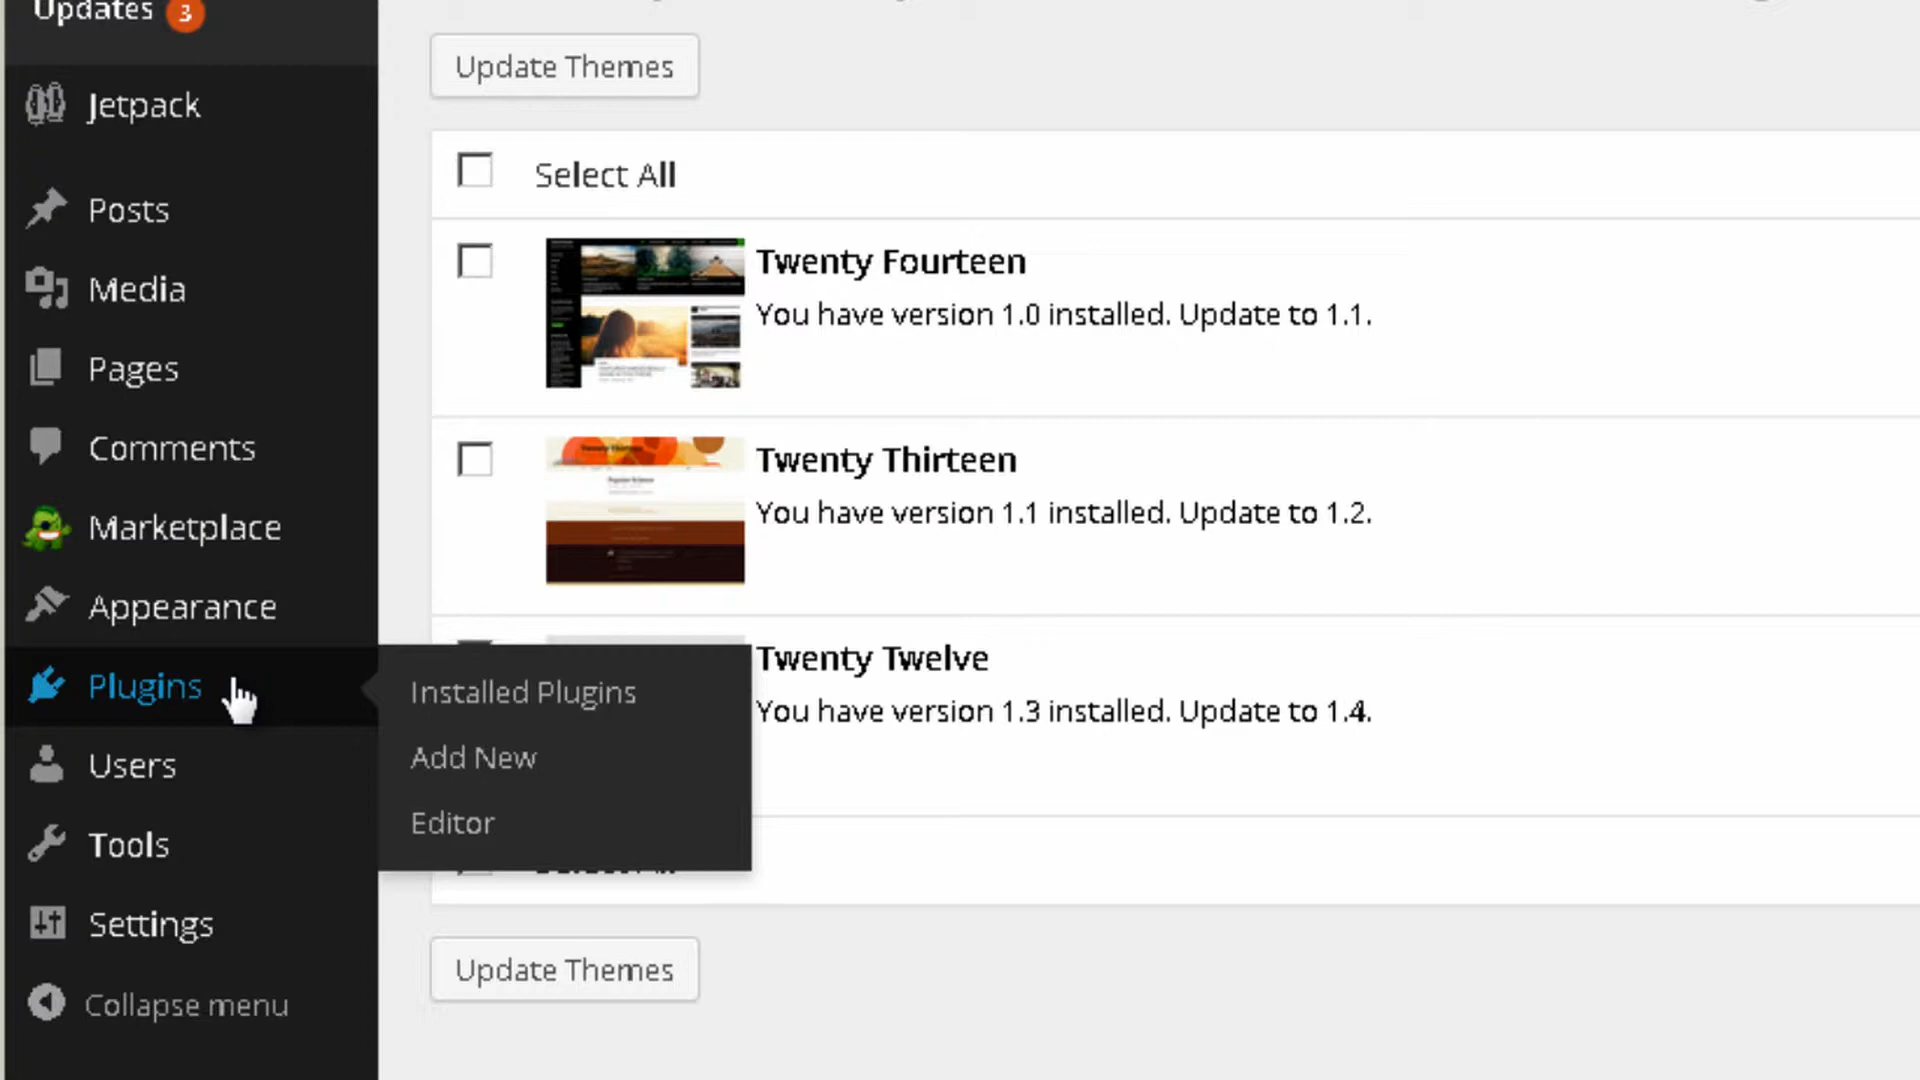 Updates 3
Jetpack
Posts
Media
Pages
Comments
Marketplace
Appearance
Plugins
Users
Tools
Settings
Collapse menu
Installed Plugins
Add New
Editor
Update Themes
Select All
Twenty Fourteen
You have version 1.0 installed. Update to 1.1.
Twenty Thirteen
You have version 1.1 installed. Update to 1.2.
Twenty Twelve
You have version 1.3 installed. Update to 1.4.
Update Themes